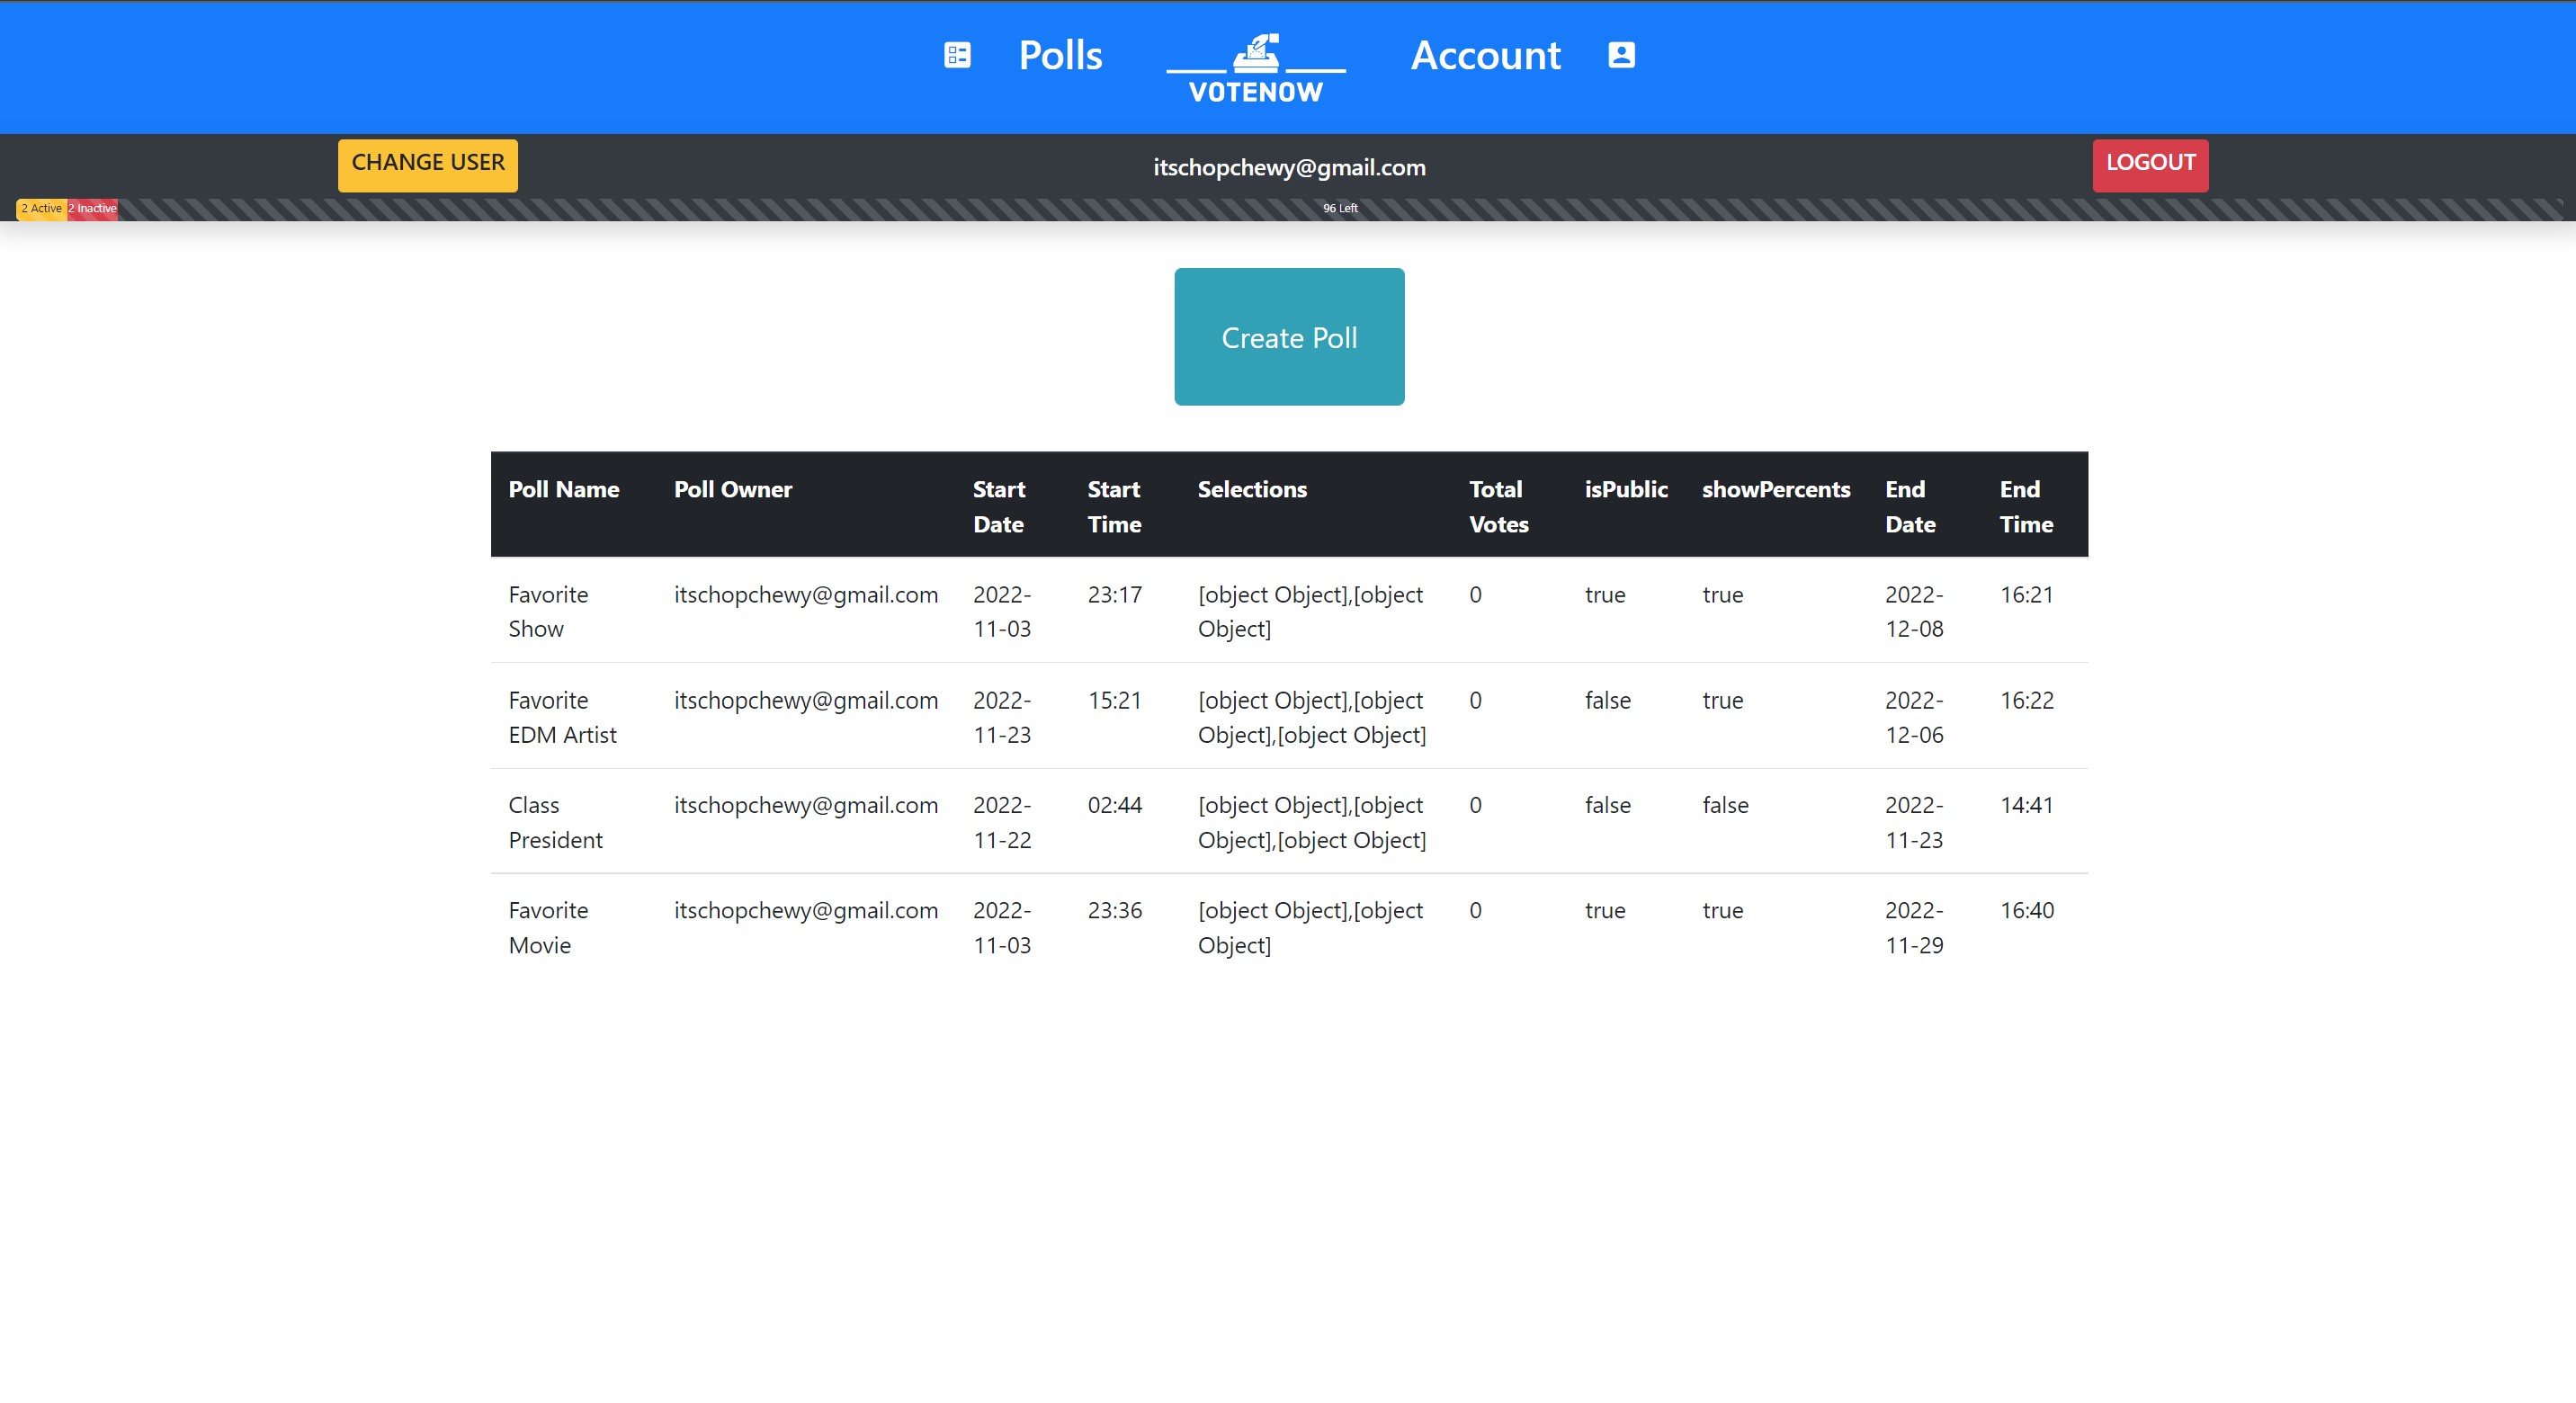 Polls
VOTENOW
Account
CHANGE USER
itschopchewy@gmail.com
LOGOUT
2 Active 2 Inactive 96 Left
Create Poll
Poll Name Poll Owner Start Date Start Time Selections Total Votes isPublic showPercents End Date End Time
Favorite Show itschopchewy@gmail.com 2022-11-03 23:17 [object Object],[object Object] 0 true true 2022-12-08 16:21
Favorite EDM Artist itschopchewy@gmail.com 2022-11-23 15:21 [object Object],[object Object],[object Object] 0 false true 2022-12-06 16:22
Class President itschopchewy@gmail.com 2022-11-22 02:44 [object Object],[object Object],[object Object] 0 false false 2022-11-23 14:41
Favorite Movie itschopchewy@gmail.com 2022-11-03 23:36 [object Object],[object Object] 0 true true 2022-11-29 16:40